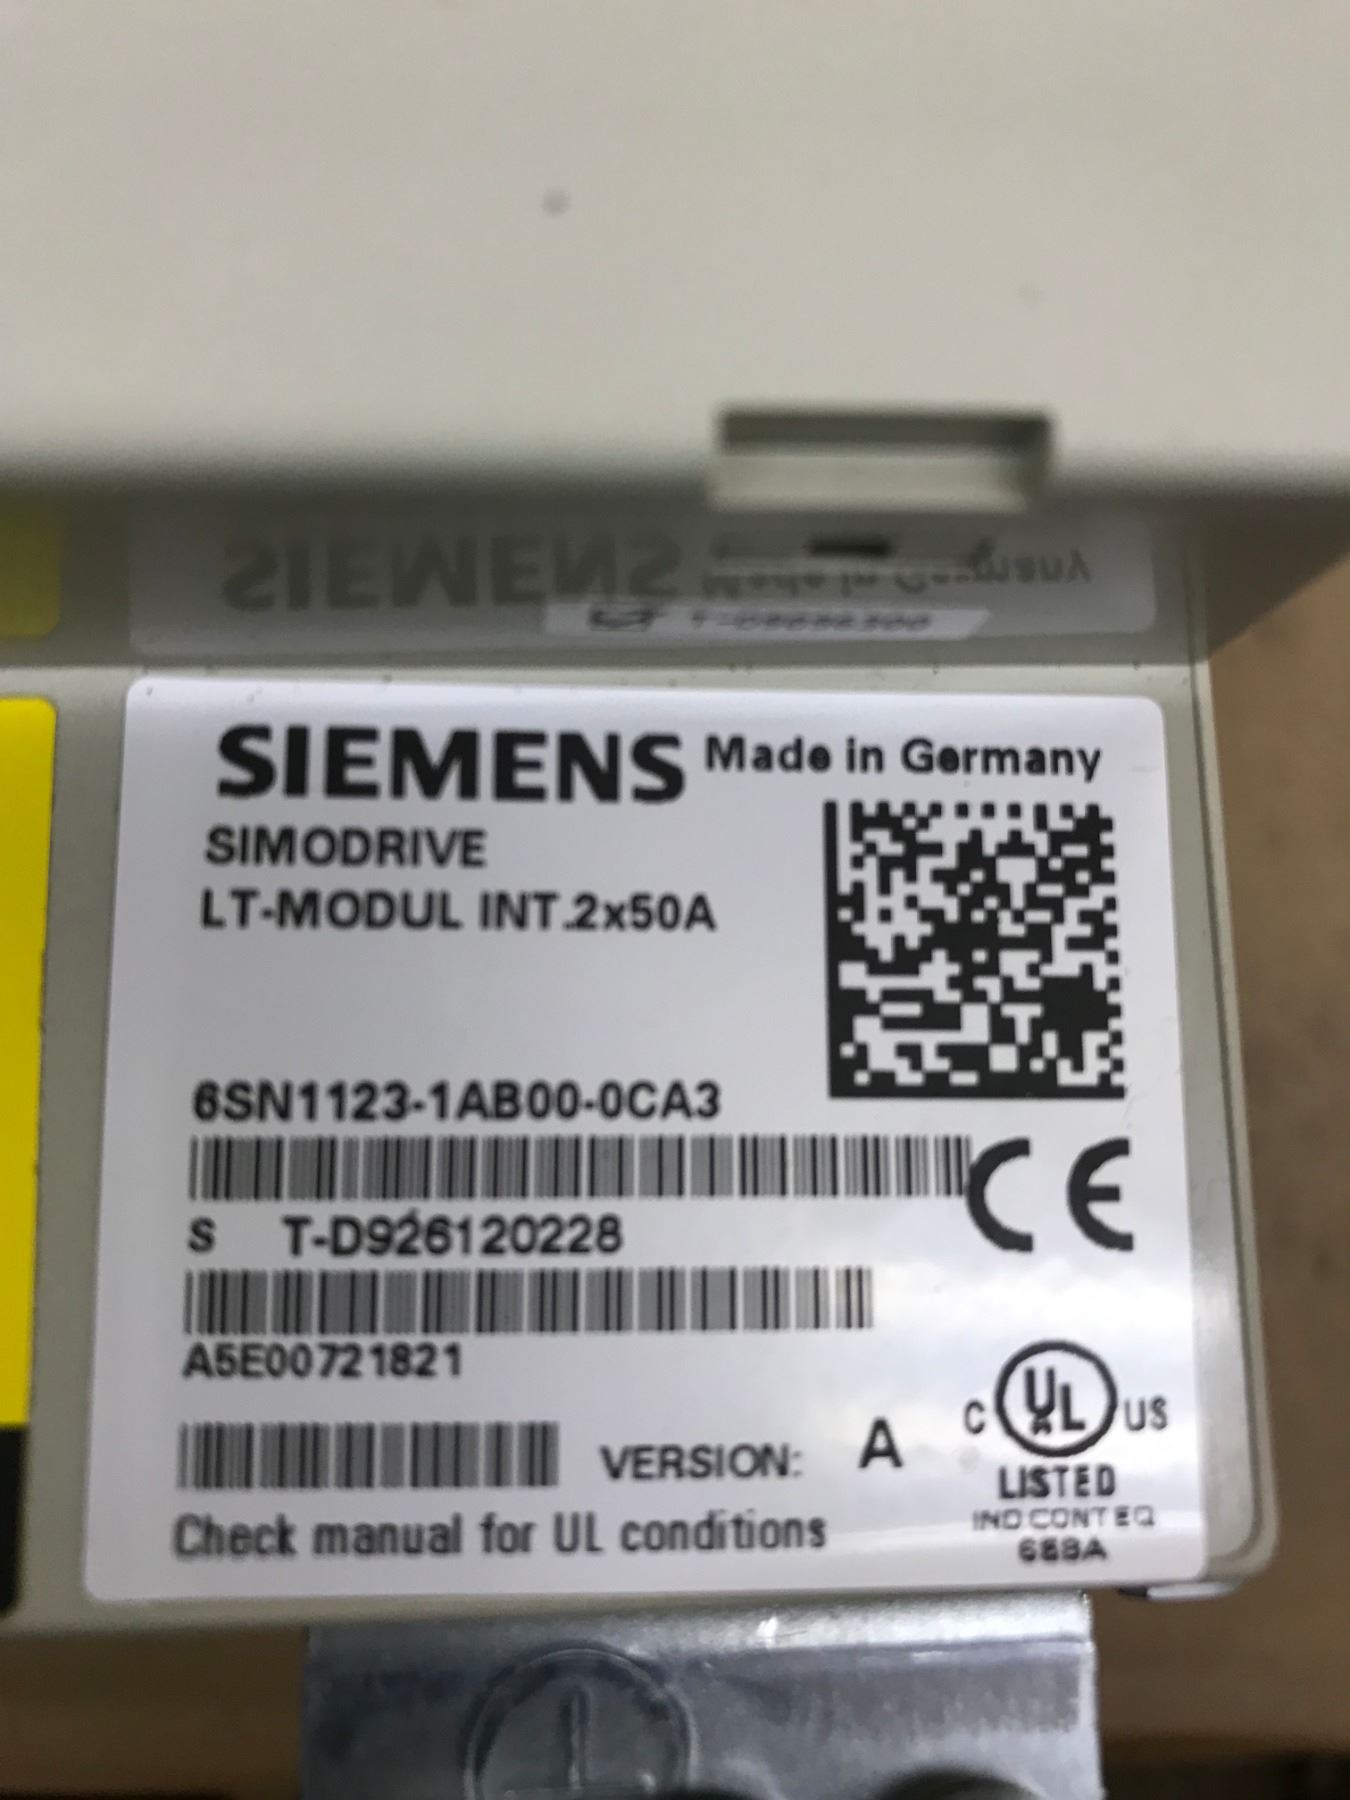 SIEMENS Made in Germany
SIMODRIVE
LT-MODUL INT.2x50A
6SN1123-1AB00-0CA3
S T-D926120228
A5E00721821
VERSION: A
C UL US
LISTED
IND CONT EQ
Check manual for UL conditions
CE